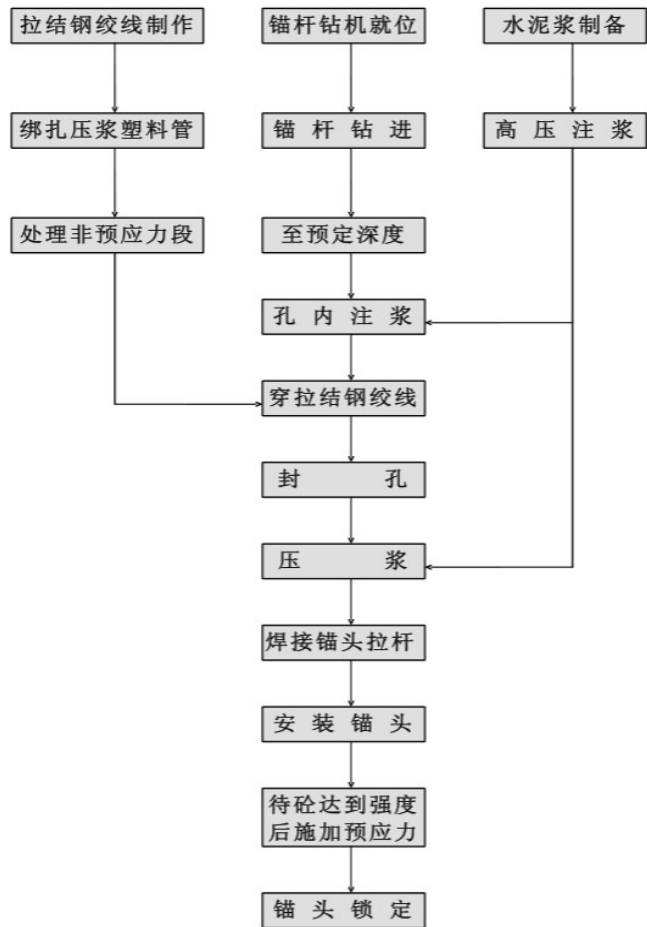 拉结钢绞线制作
锚杆钻机就位
水泥浆制备
绑扎压浆塑料管
锚杆钻进
高压注浆
处理非预应力段
至预定深度
孔内注浆
穿拉结钢绞线
封孔
压浆
焊接锚头拉杆
安装锚头
待砼达到强度
后施加预应力
锚头锁定